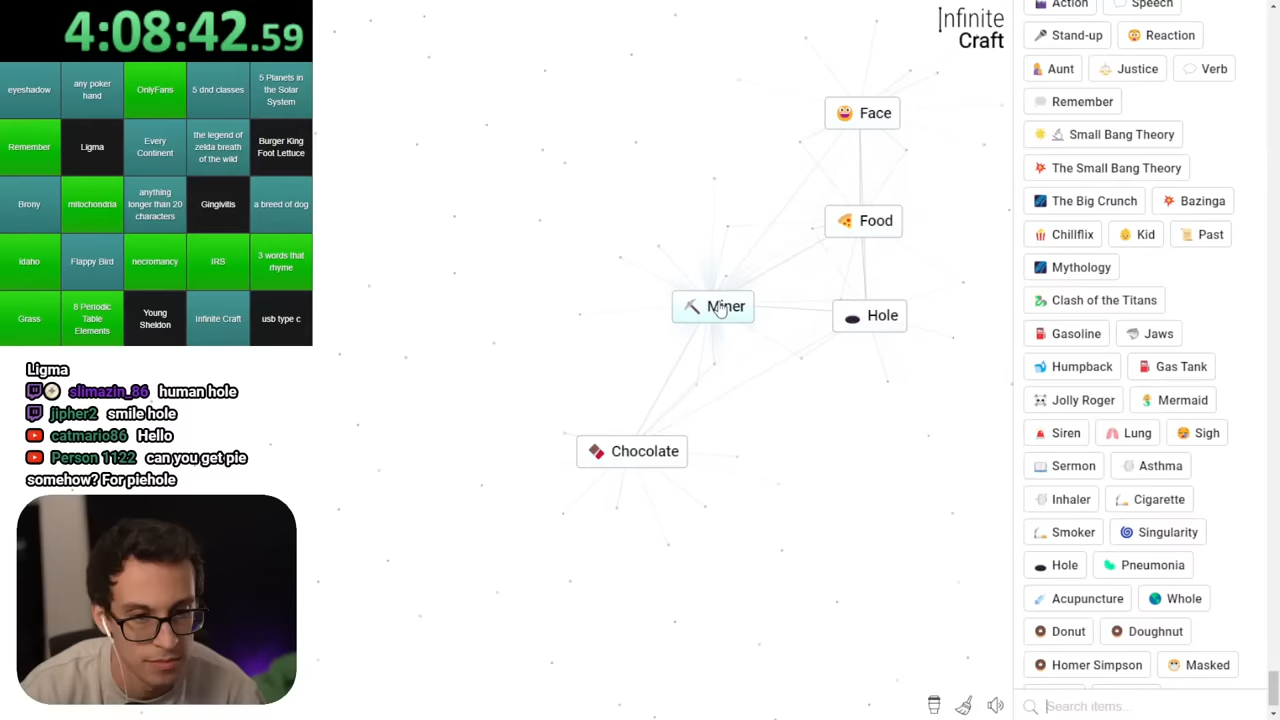 4:08:42.59
eyeshadow
any poker
hand
OnlyFans
5 dnd classes
5 Planets in
the Solar
System
Remember
Ligma
Every
Continent
the legend of
zelda breath
of the wild
Burger King
Foot Lettuce
Brony
mitochondria
anything
longer than 20
characters
Gingivitis
a breed of dog
idaho
Flappy Bird
necromancy
IRS
3 words that
rhyme
Grass
8 Periodic
Table
Elements
Young
Sheldon
Infinite Craft
usb type c
Ligma
slimazin_86 human hole
jipher2 smile hole
catmario86 Hello
Person 1122 can you get pie
somehow? For piehole
Infinite
Craft
Face
Food
Miner
Hole
Chocolate
Action Speech
Stand-up Reaction
Aunt Justice Verb
Remember
Small Bang Theory
The Small Bang Theory
The Big Crunch Bazinga
Chillflix Kid Past
Mythology
Clash of the Titans
Gasoline Jaws
Humpback Gas Tank
Jolly Roger Mermaid
Siren Lung Sigh
Sermon Asthma
Inhaler Cigarette
Smoker Singularity
Hole Pneumonia
Acupuncture Whole
Donut Doughnut
Homer Simpson Masked
Search items...